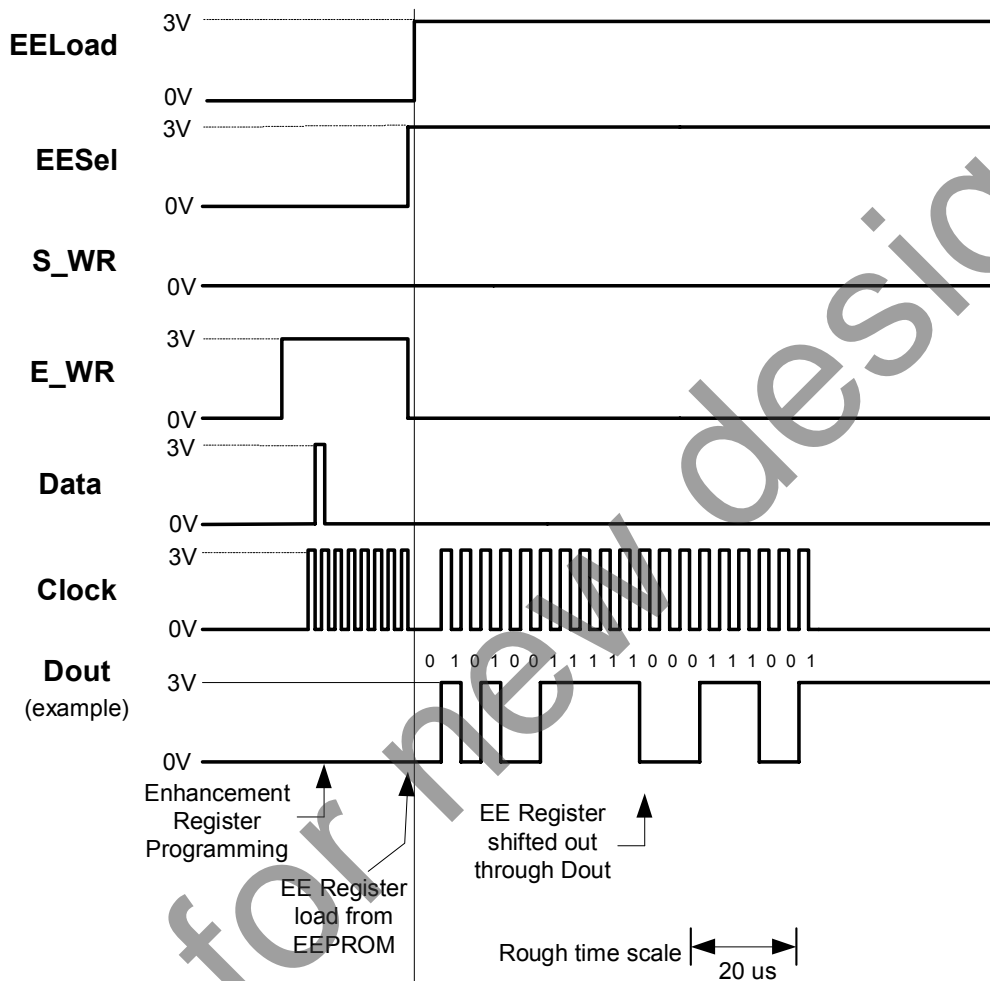 3V
EELoad
0V
3V
EESel
0V
S_WR
0V
3V
E_WR
0V
3V
Data
0V
3V
Clock
0V
0 1 0 1 0 0 1 1 1 1 1 0 0 0 1 1 1 0 0 1
Dout
3V
(example)
0V
Enhancement
Register
Programming
EE Register
load from
EEPROM
EE Register
shifted out
through Dout
Rough time scale
20 us
for new desig